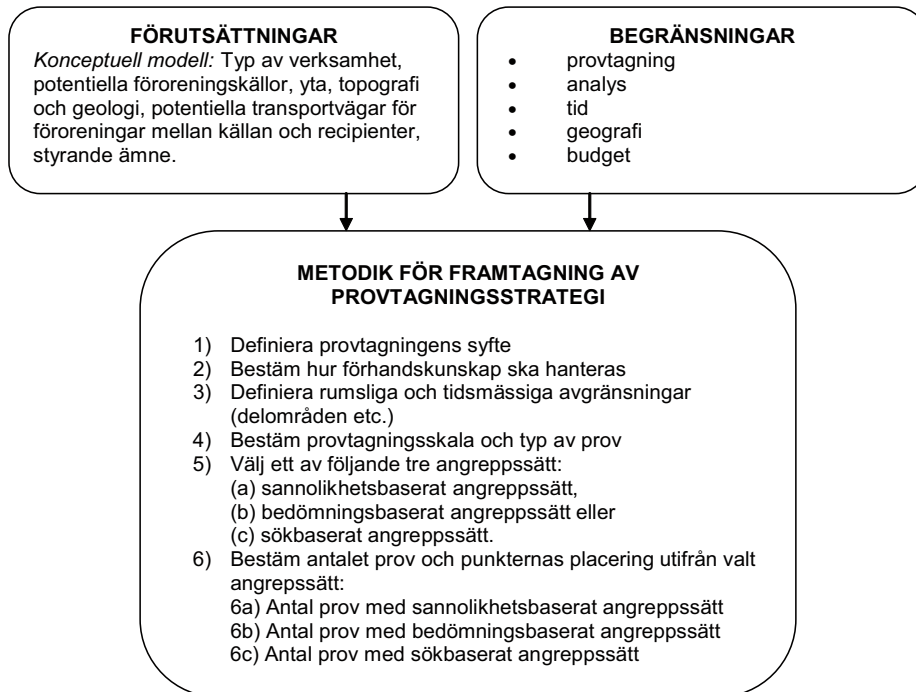 FÖRUTSÄTTNINGAR
Konceptuell modell: Typ av verksamhet,
potentiella föroreningskällor, yta, topografi
och geologi, potentiella transportvägar för
föroreningar mellan källan och recipienter,
styrande ämne.
BEGRÄNSNINGAR
• provtagning
• analys
• tid
• geografi
• budget
METODIK FÖR FRAMTAGNING AV
PROVTAGNINGSSTRATEGI
1) Definiera provtagningens syfte
2) Bestäm hur förhandskunskap ska hanteras
3) Definiera rumsliga och tidsmässiga avgränsningar
(delområden etc.)
4) Bestäm provtagningsskala och typ av prov
5) Välj ett av följande tre angreppssätt:
(a) sannolikhetsbaserat angreppssätt,
(b) bedömningsbaserat angreppssätt eller
(c) sökbaserat angreppssätt.
6) Bestäm antalet prov och punkternas placering utifrån valt
angrepssätt:
6a) Antal prov med sannolikhetsbaserat angreppssätt
6b) Antal prov med bedömningsbaserat angreppssätt
6c) Antal prov med sökbaserat angreppssätt